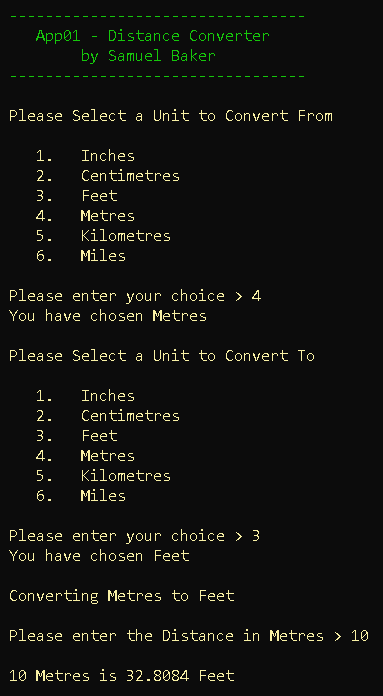 ---------------------------------
App01 - Distance Converter
by Samuel Baker
---------------------------------
Please Select a Unit to Convert From
1. Inches
2. Centimetres
3. Feet
4. Metres
5. Kilometres
6. Miles
Please enter your choice > 4
You have chosen Metres
Please Select a Unit to Convert To
1. Inches
2. Centimetres
3. Feet
4. Metres
5. Kilometres
6. Miles
Please enter your choice > 3
You have chosen Feet
Converting Metres to Feet
Please enter the Distance in Metres > 10
10 Metres is 32.8084 Feet